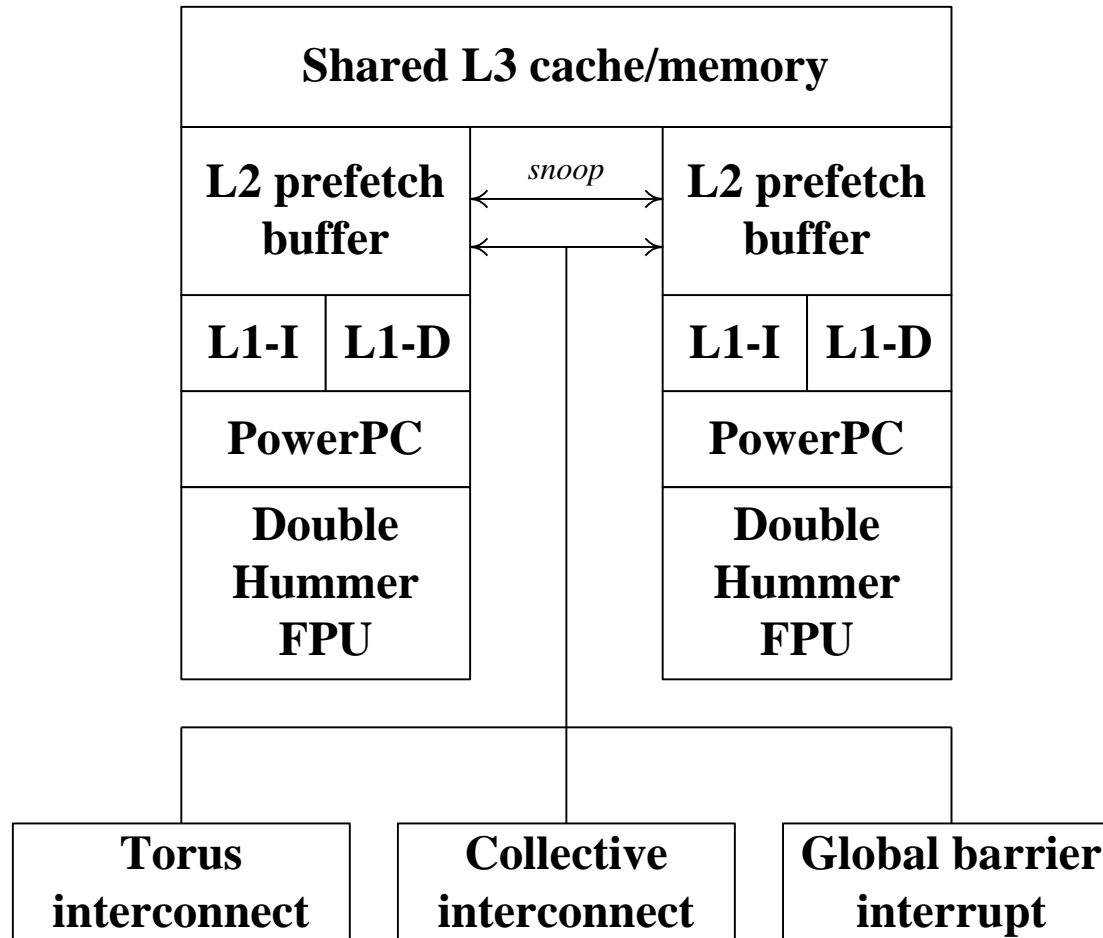 Shared L3 cache/memory
L2 prefetch
buffer
snoop
L2 prefetch
buffer
L1-I
L1-D
L1-I
L1-D
PowerPC
PowerPC
Double
Hummer
FPU
Double
Hummer
FPU
Torus
interconnect
Collective
interconnect
Global barrier
interrupt